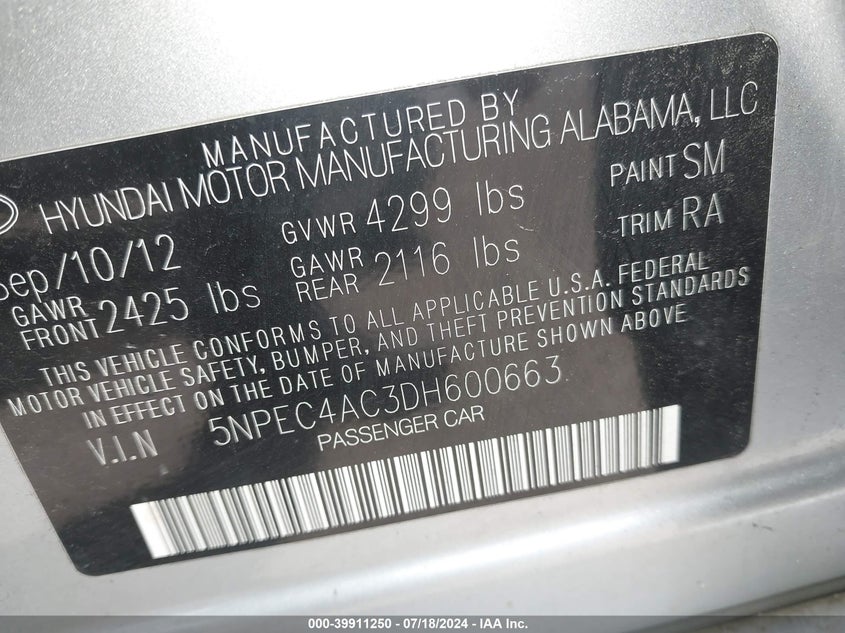 MANUFACTURED BY
HYUNDAI MOTOR MANUFACTURING ALABAMA, LLC
Sep/10/12 GVWR 4299 lbs PAINT SM
GAWR FRONT 2425 lbs GAWR REAR 2116 lbs TRIM RA
THIS VEHICLE CONFORMS TO ALL APPLICABLE U.S.A. FEDERAL
MOTOR VEHICLE SAFETY, BUMPER, AND THEFT PREVENTION STANDARDS
IN EFFECT ON THE DATE OF MANUFACTURE SHOWN ABOVE
V.I.N 5NPEC4AC3DH600663
PASSENGER CAR
000-39911250 - 07/18/2024 - IAA Inc.